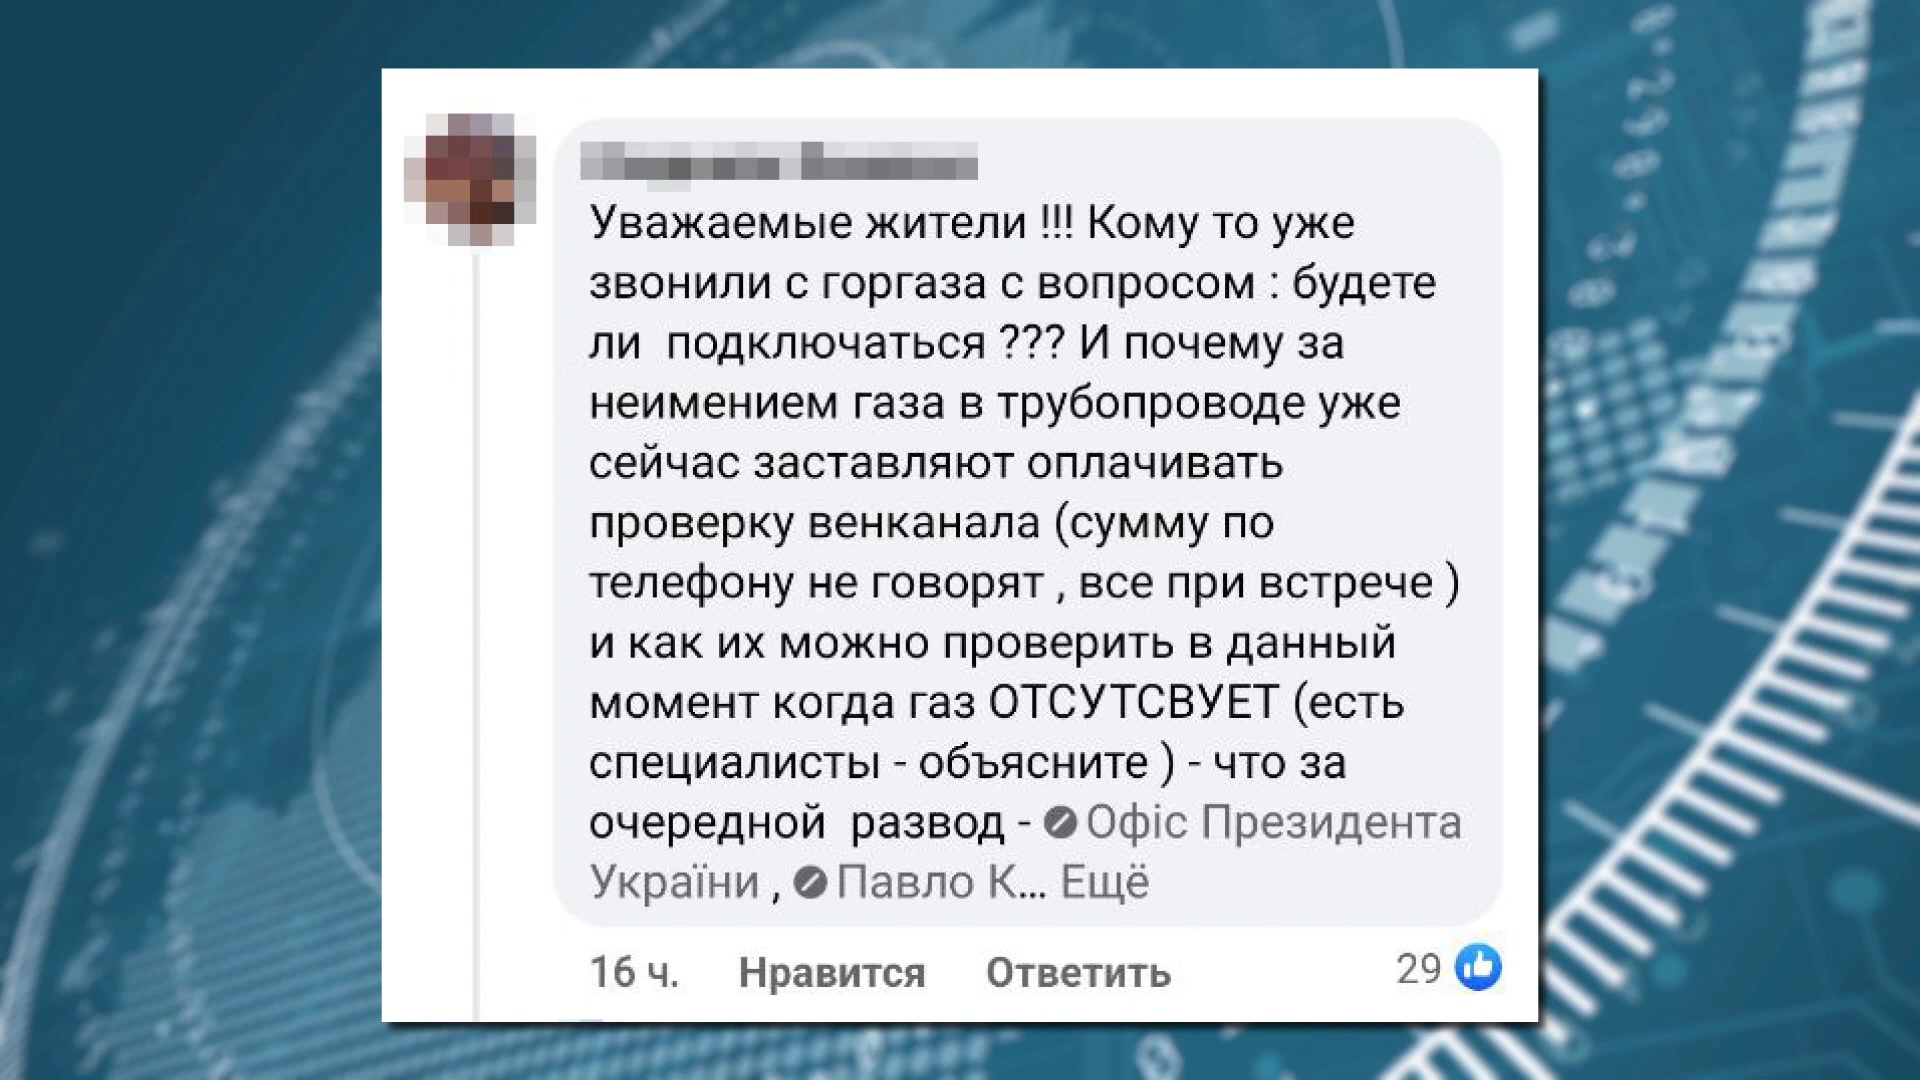 Уважаемые жители !!! Кому то уже
звонили с горгаза с вопросом : будете
ли  подключаться ??? И почему за
неимением газа в трубопроводе уже
сейчас заставляют оплачивать
проверку венканала (сумму по
телефону не говорят , все при встрече )
и как их можно проверить в данный
момент когда газ ОТСУТСВУЕТ (есть
специалисты - объясните ) - что за
очередной  развод - Офіс Президента
України , Павло К... Ещё
16 ч. Нравится Ответить 29